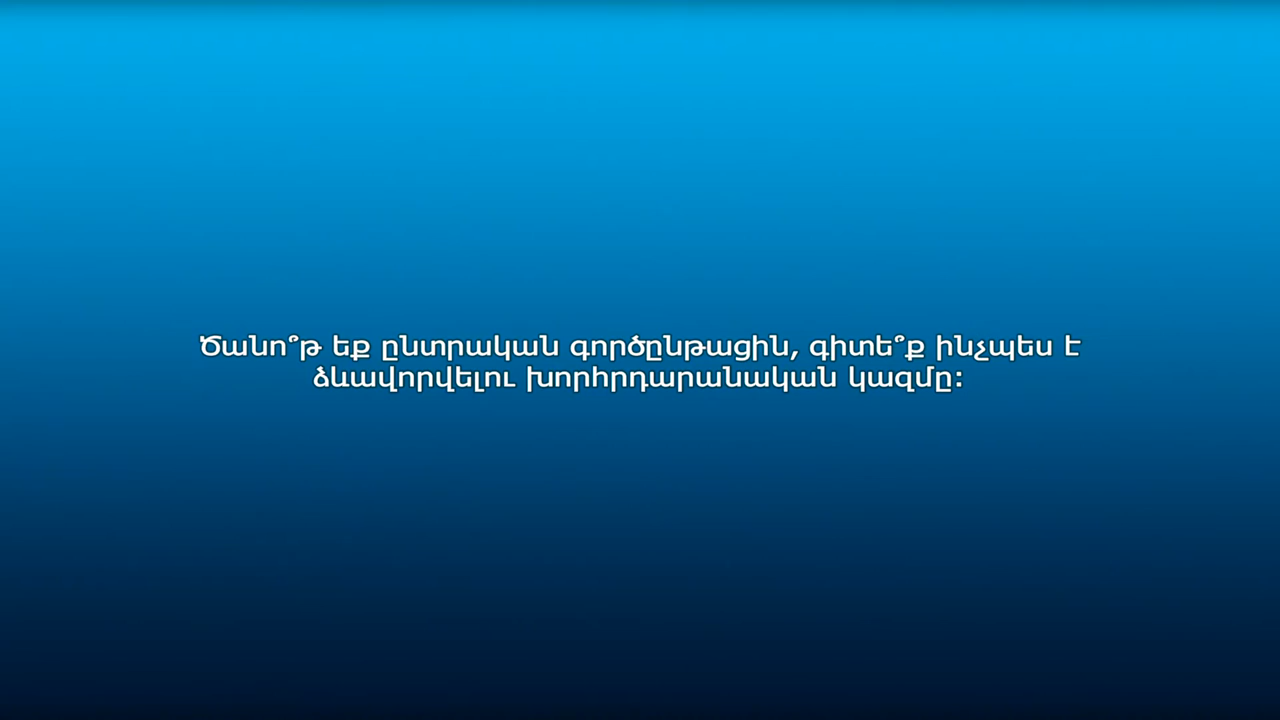 Ծանո՞թ եք ընտրական գործընթացին, գիտե՞ք ինչպես է
ձևավորվելու խորհրդարանական կազմը: